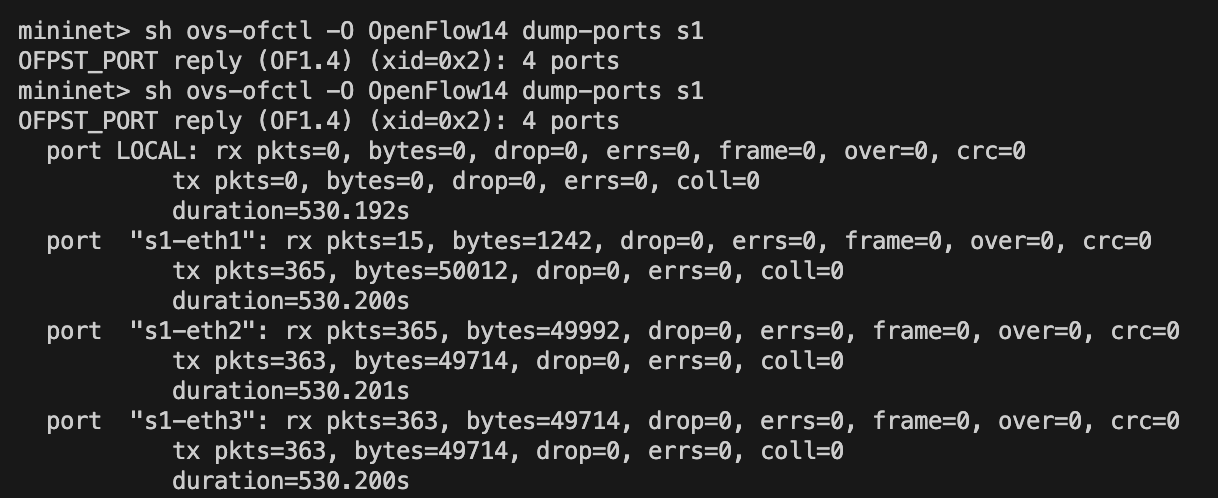 mininet> sh ovs-ofctl -O OpenFlow14 dump-ports s1
OFPST_PORT reply (OF1.4) (xid=0x2): 4 ports
mininet> sh ovs-ofctl -O OpenFlow14 dump-ports s1
OFPST_PORT reply (OF1.4) (xid=0x2): 4 ports
  port LOCAL: rx pkts=0, bytes=0, drop=0, errs=0, frame=0, over=0, crc=0
           tx pkts=0, bytes=0, drop=0, errs=0, coll=0
           duration=530.192s
  port  "s1-eth1": rx pkts=15, bytes=1242, drop=0, errs=0, frame=0, over=0, crc=0
           tx pkts=365, bytes=50012, drop=0, errs=0, coll=0
           duration=530.200s
  port  "s1-eth2": rx pkts=365, bytes=49992, drop=0, errs=0, frame=0, over=0, crc=0
           tx pkts=363, bytes=49714, drop=0, errs=0, coll=0
           duration=530.201s
  port  "s1-eth3": rx pkts=363, bytes=49714, drop=0, errs=0, frame=0, over=0, crc=0
           tx pkts=363, bytes=49714, drop=0, errs=0, coll=0
           duration=530.200s